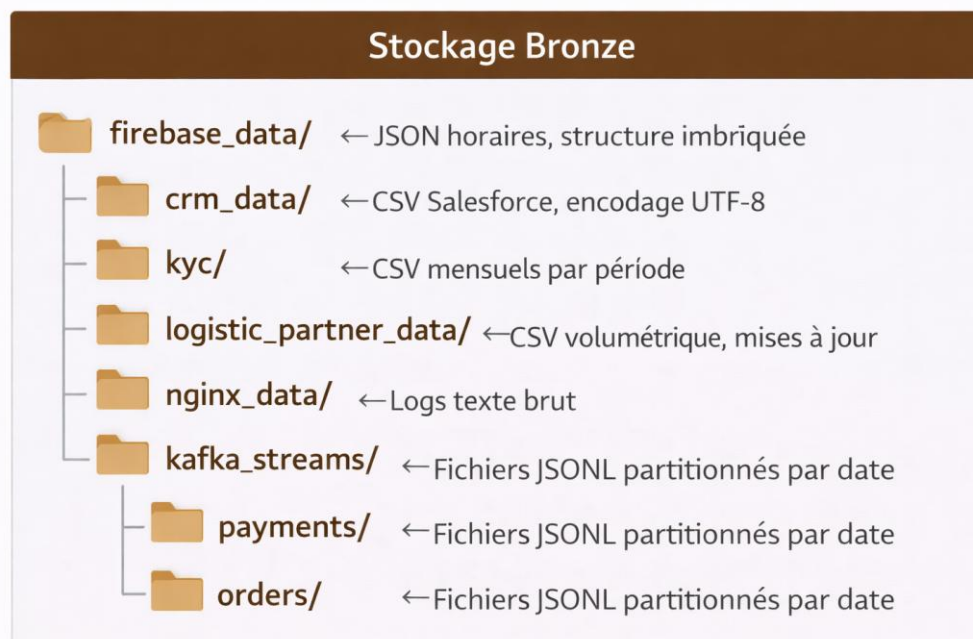 Stockage Bronze
firebase_data/ ← JSON horaires, structure imbriquée
crm_data/ ← CSV Salesforce, encodage UTF-8
kyc/ ← CSV mensuels par période
logistic_partner_data/ ← CSV volumétrique, mises à jour
nginx_data/ ← Logs texte brut
kafka_streams/ ← Fichiers JSONL partitionnés par date
payments/ ← Fichiers JSONL partitionnés par date
orders/ ← Fichiers JSONL partitionnés par date